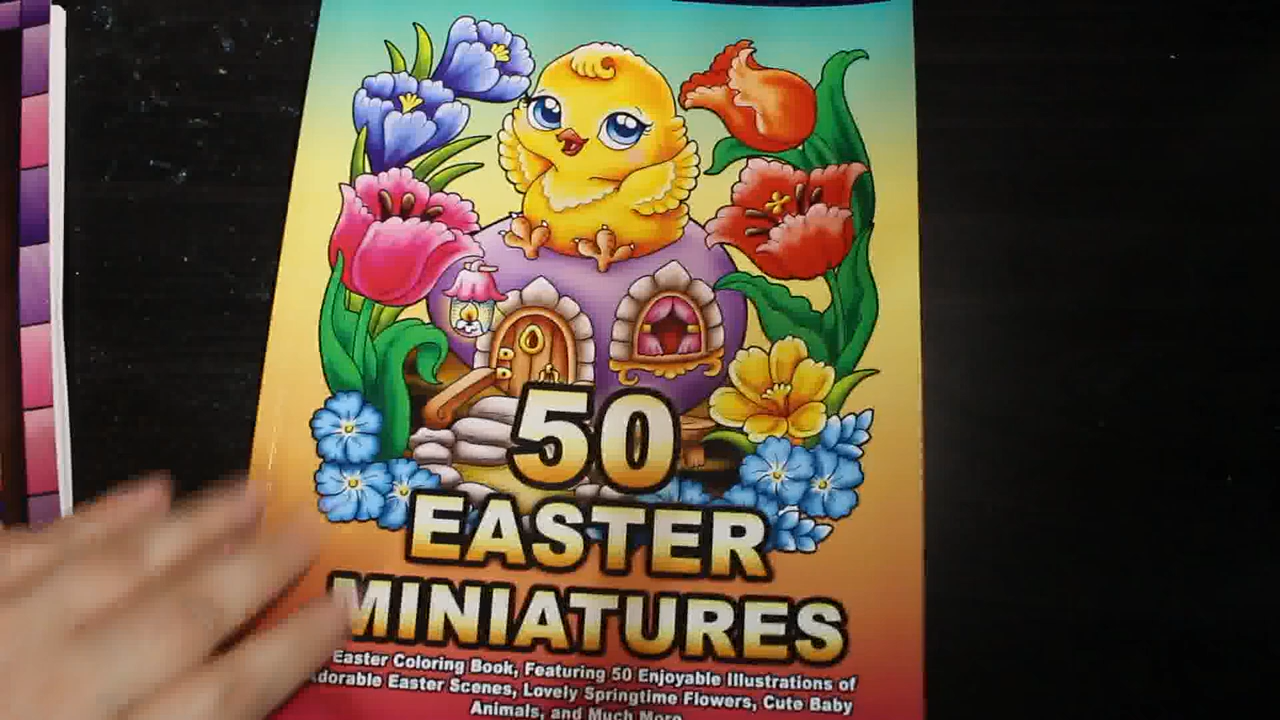 50
EASTER
MINIATURES
Easter Coloring Book, Featuring 50 Enjoyable Illustrations of
Adorable Easter Scenes, Lovely Springtime Flowers, Cute Baby
Animals, and Much More